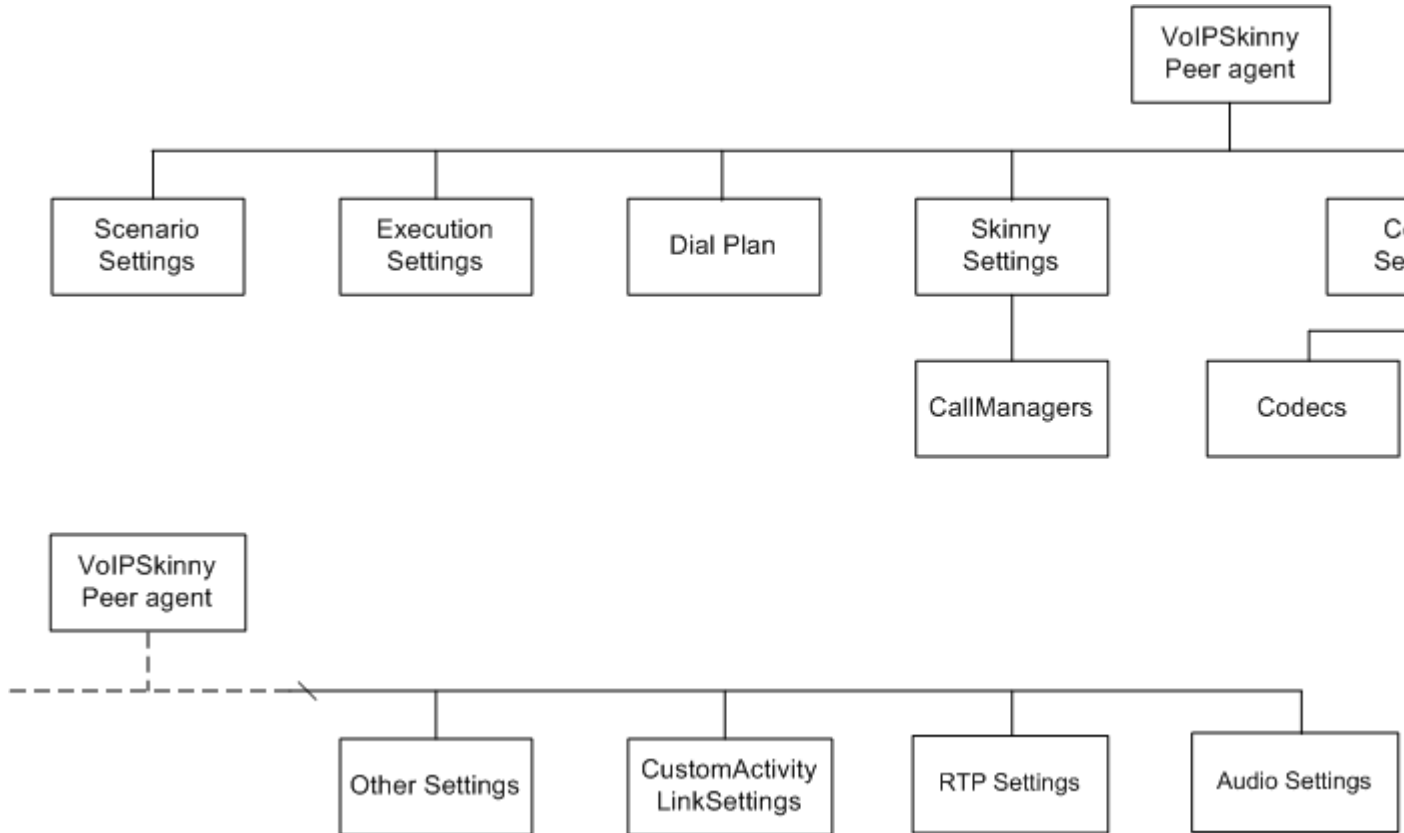 VoIPSkinny
Peer agent
Scenario
Settings
Execution
Settings
Dial Plan
Skinny
Settings
CallManagers
Codecs
VoIPSkinny
Peer agent
Other Settings
CustomActivity
LinkSettings
RTP Settings
Audio Settings